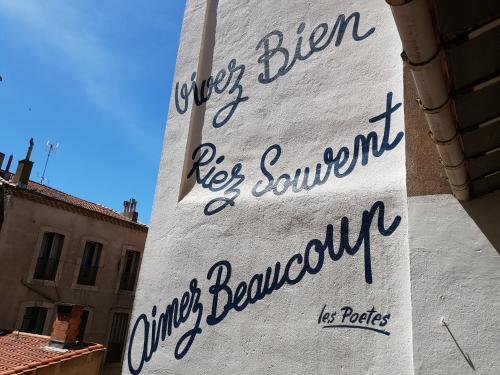 Vivez Bien
Riez Souvent
Aimez Beaucoup
les Poetes